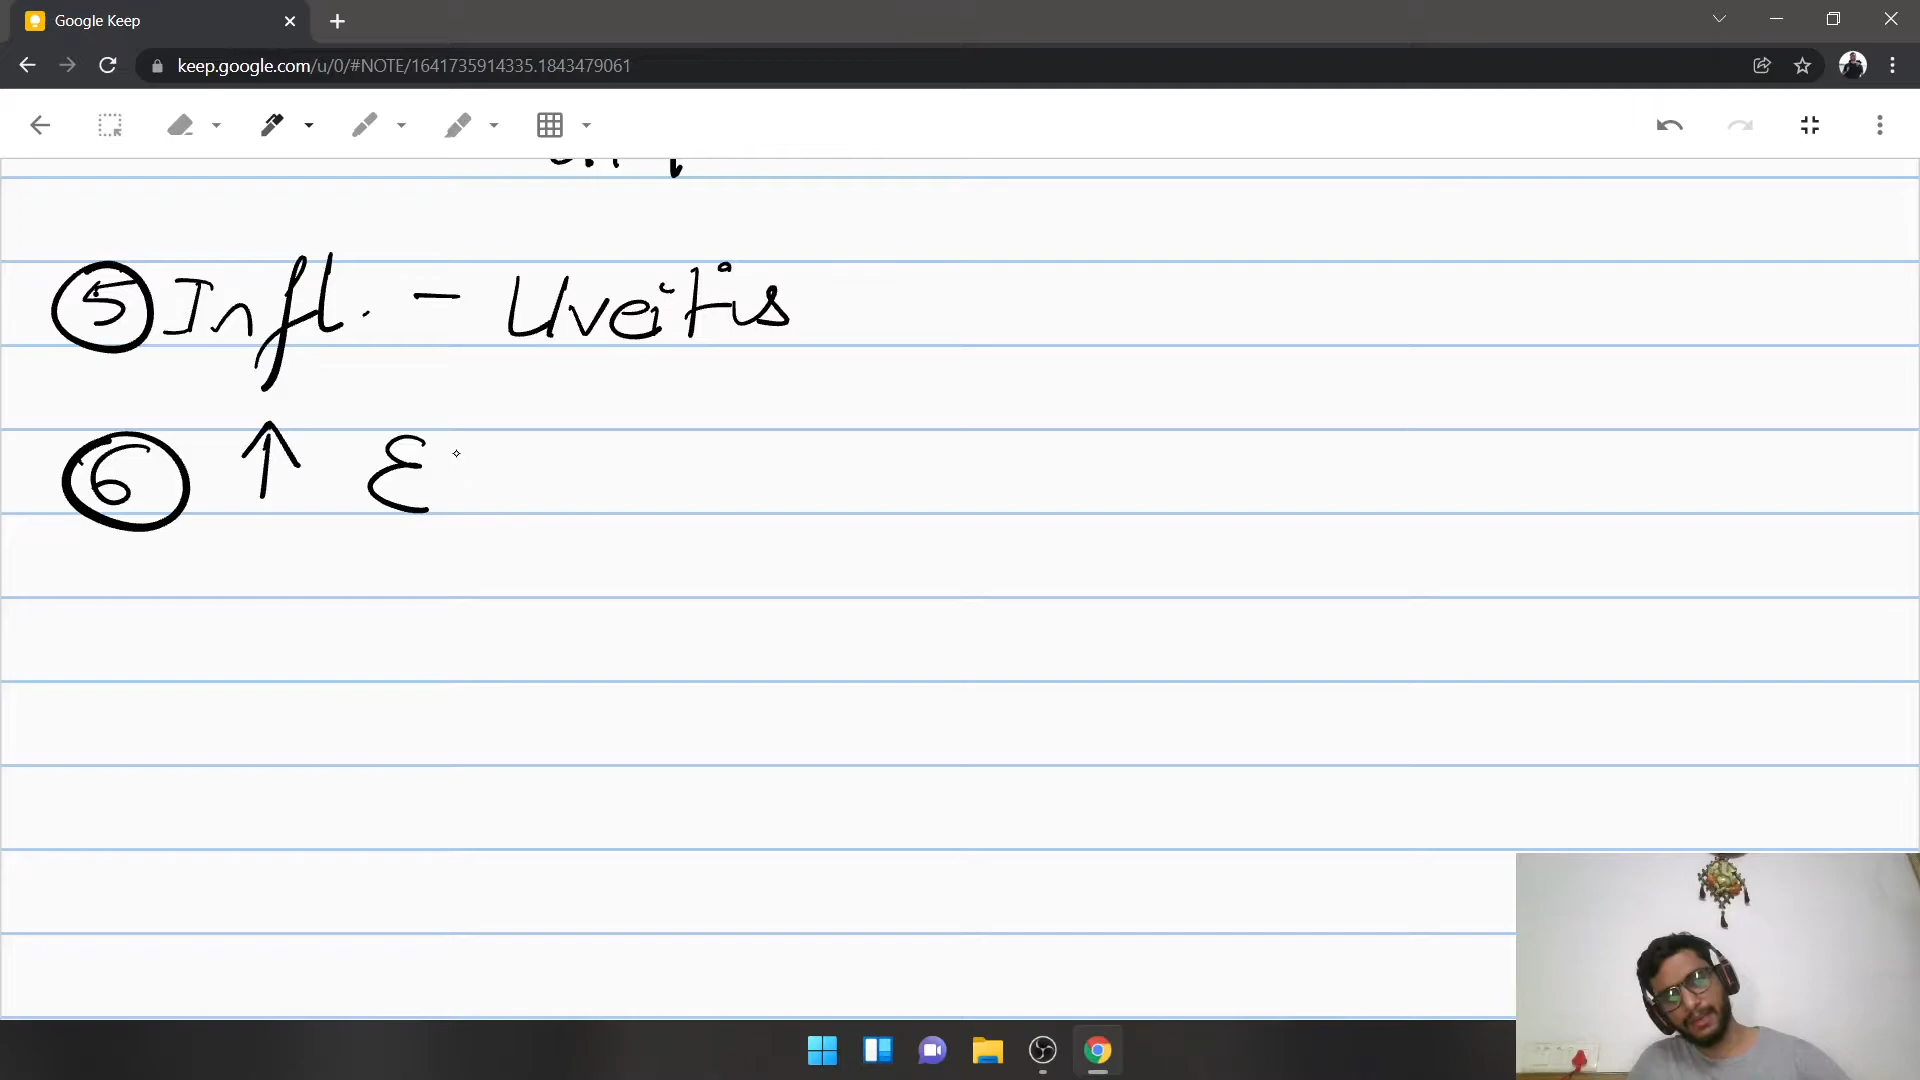 Google Keep
keep.google.com/u/0/#NOTE/1641735914335.1843479061
5 Infl. - Uveitis
6 ↑ E